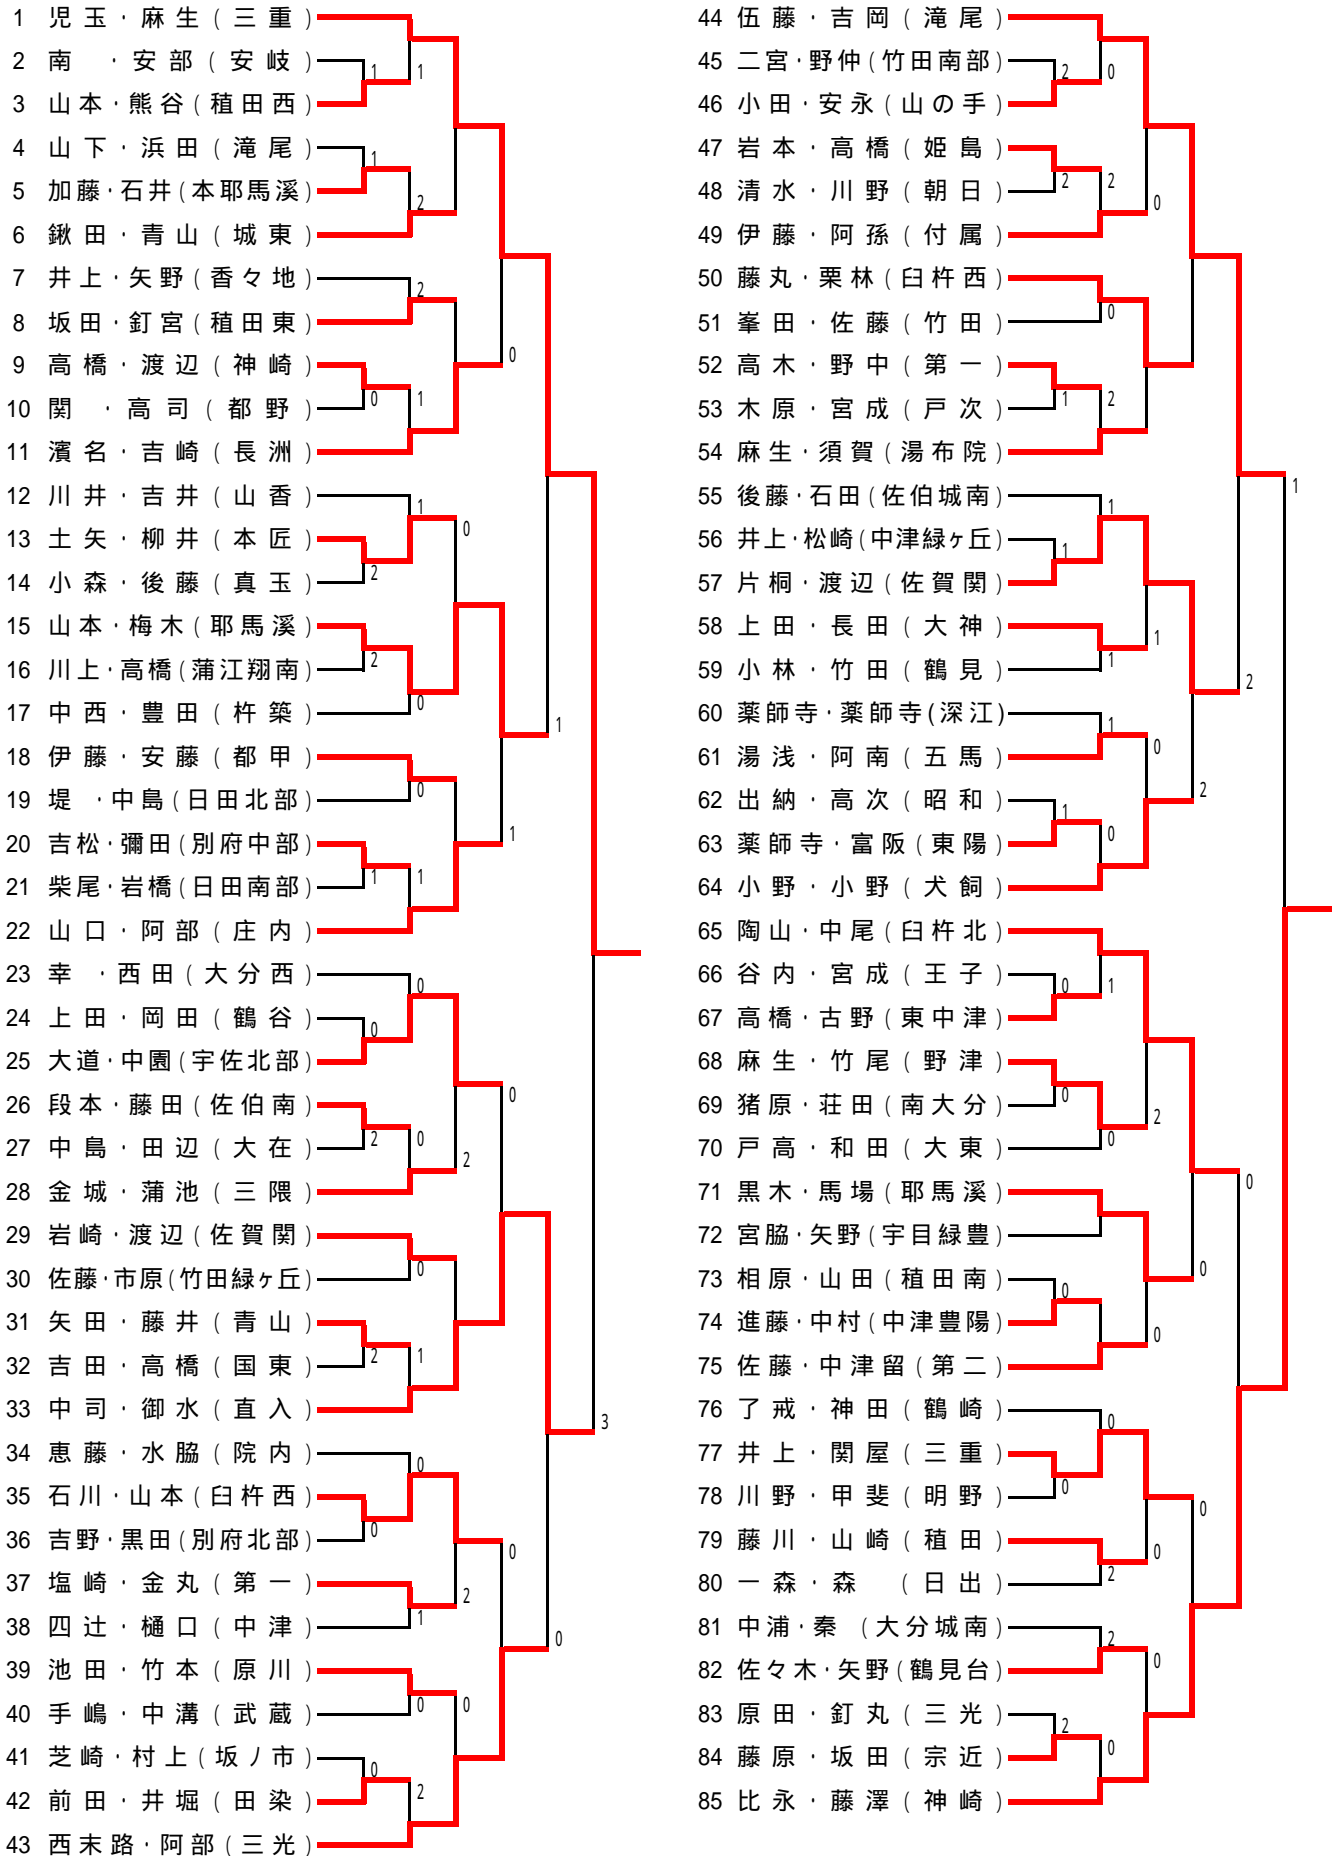 1 児玉・麻生(三重)
2 南 ・安部(安岐)
3 山本・熊谷(稙田西)
4 山下・浜田(滝尾)
5 加藤・石井(本耶馬溪)
6 鍬田・青山(城東)
7 井上・矢野(香々地)
8 坂田・釘宮(稙田東)
9 高橋・渡辺(神崎)
10 関 ・高司(都野)
11 濱名・吉崎(長洲)
12 川井・吉井(山香)
13 土矢・柳井(本匠)
14 小森・後藤(真玉)
15 山本・梅木(耶馬溪)
16 川上・高橋(蒲江翔南)
17 中西・豊田(杵築)
18 伊藤・安藤(都甲)
19 堤 ・中島(日田北部)
20 吉松・彌田(別府中部)
21 柴尾・岩橋(日田南部)
22 山口・阿部(庄内)
23 幸 ・西田(大分西)
24 上田・岡田(鶴谷)
25 大道・中園(宇佐北部)
26 段本・藤田(佐伯南)
27 中島・田辺(大在)
28 金城・蒲池(三隈)
29 岩崎・渡辺(佐賀関)
30 佐藤・市原(竹田緑ヶ丘)
31 矢田・藤井(青山)
32 吉田・高橋(国東)
33 中司・御水(直入)
34 恵藤・水脇(院内)
35 石川・山本(臼杵西)
36 吉野・黒田(別府北部)
37 塩崎・金丸(第一)
38 四辻・樋口(中津)
39 池田・竹本(原川)
40 手嶋・中溝(武蔵)
41 芝崎・村上(坂ノ市)
42 前田・井堀(田染)
43 西末路・阿部(三光)
1
1
1
2
2
0
1
0
1
0
2
2
0
1
0
1
1
1
0
0
0
2
0
2
0
2
1
3
0
0
0
1
2
0
0
0
2
0
44 伍藤・吉岡(滝尾)
45 二宮・野仲(竹田南部)
46 小田・安永(山の手)
47 岩本・高橋(姫島)
48 清水・川野(朝日)
49 伊藤・阿孫(付属)
50 藤丸・栗林(臼杵西)
51 峯田・佐藤(竹田)
52 高木・野中(第一)
53 木原・宮成(戸次)
54 麻生・須賀(湯布院)
55 後藤・石田(佐伯城南)
56 井上・松崎(中津緑ヶ丘)
57 片桐・渡辺(佐賀関)
58 上田・長田(大神)
59 小林・竹田(鶴見)
60 薬師寺・薬師寺(深江)
61 湯浅・阿南(五馬)
62 出納・高次(昭和)
63 薬師寺・富阪(東陽)
64 小野・小野(犬飼)
65 陶山・中尾(臼杵北)
66 谷内・宮成(王子)
67 高橋・古野(東中津)
68 麻生・竹尾(野津)
69 猪原・荘田(南大分)
70 戸高・和田(大東)
71 黒木・馬場(耶馬溪)
72 宮脇・矢野(宇目緑豊)
73 相原・山田(稙田南)
74 進藤・中村(中津豊陽)
75 佐藤・中津留(第二)
76 了戒・神田(鶴崎)
77 井上・関屋(三重)
78 川野・甲斐(明野)
79 藤川・山崎(稙田)
80 一森・森 (日出)
81 中浦・秦 (大分城南)
82 佐々木・矢野(鶴見台)
83 原田・釘丸(三光)
84 藤原・坂田(宗近)
85 比永・藤澤(神崎)
2
0
2
2
0
0
1
2
1
1
1
1
1
2
1
0
2
1
0
0
1
0
2
0
0
0
0
0
0
0
0
0
2
2
0
2
0